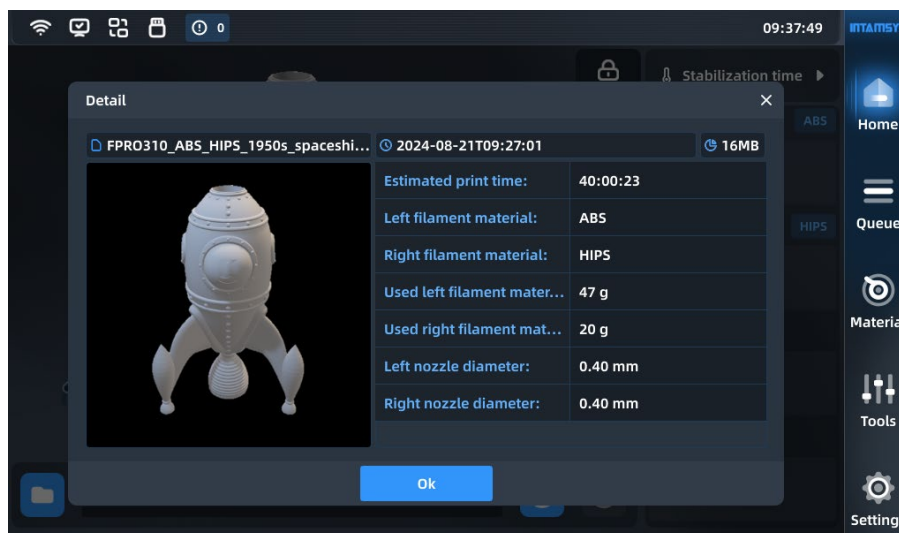 0
09:37:49
INTAMSY
Stabilization time
Detail
ABS
Home
FPRO310_ABS_HIPS_1950s_spaceshi...
2024-08-21T09:27:01
16MB
Estimated print time:
40:00:23
Left filament material:
ABS
Queue
HIPS
Right filament material:
HIPS
Used left filament mater...
47 g
Used right filament mat...
20 g
Materia
Left nozzle diameter:
0.40 mm
Right nozzle diameter:
0.40 mm
Tools
Ok
Setting